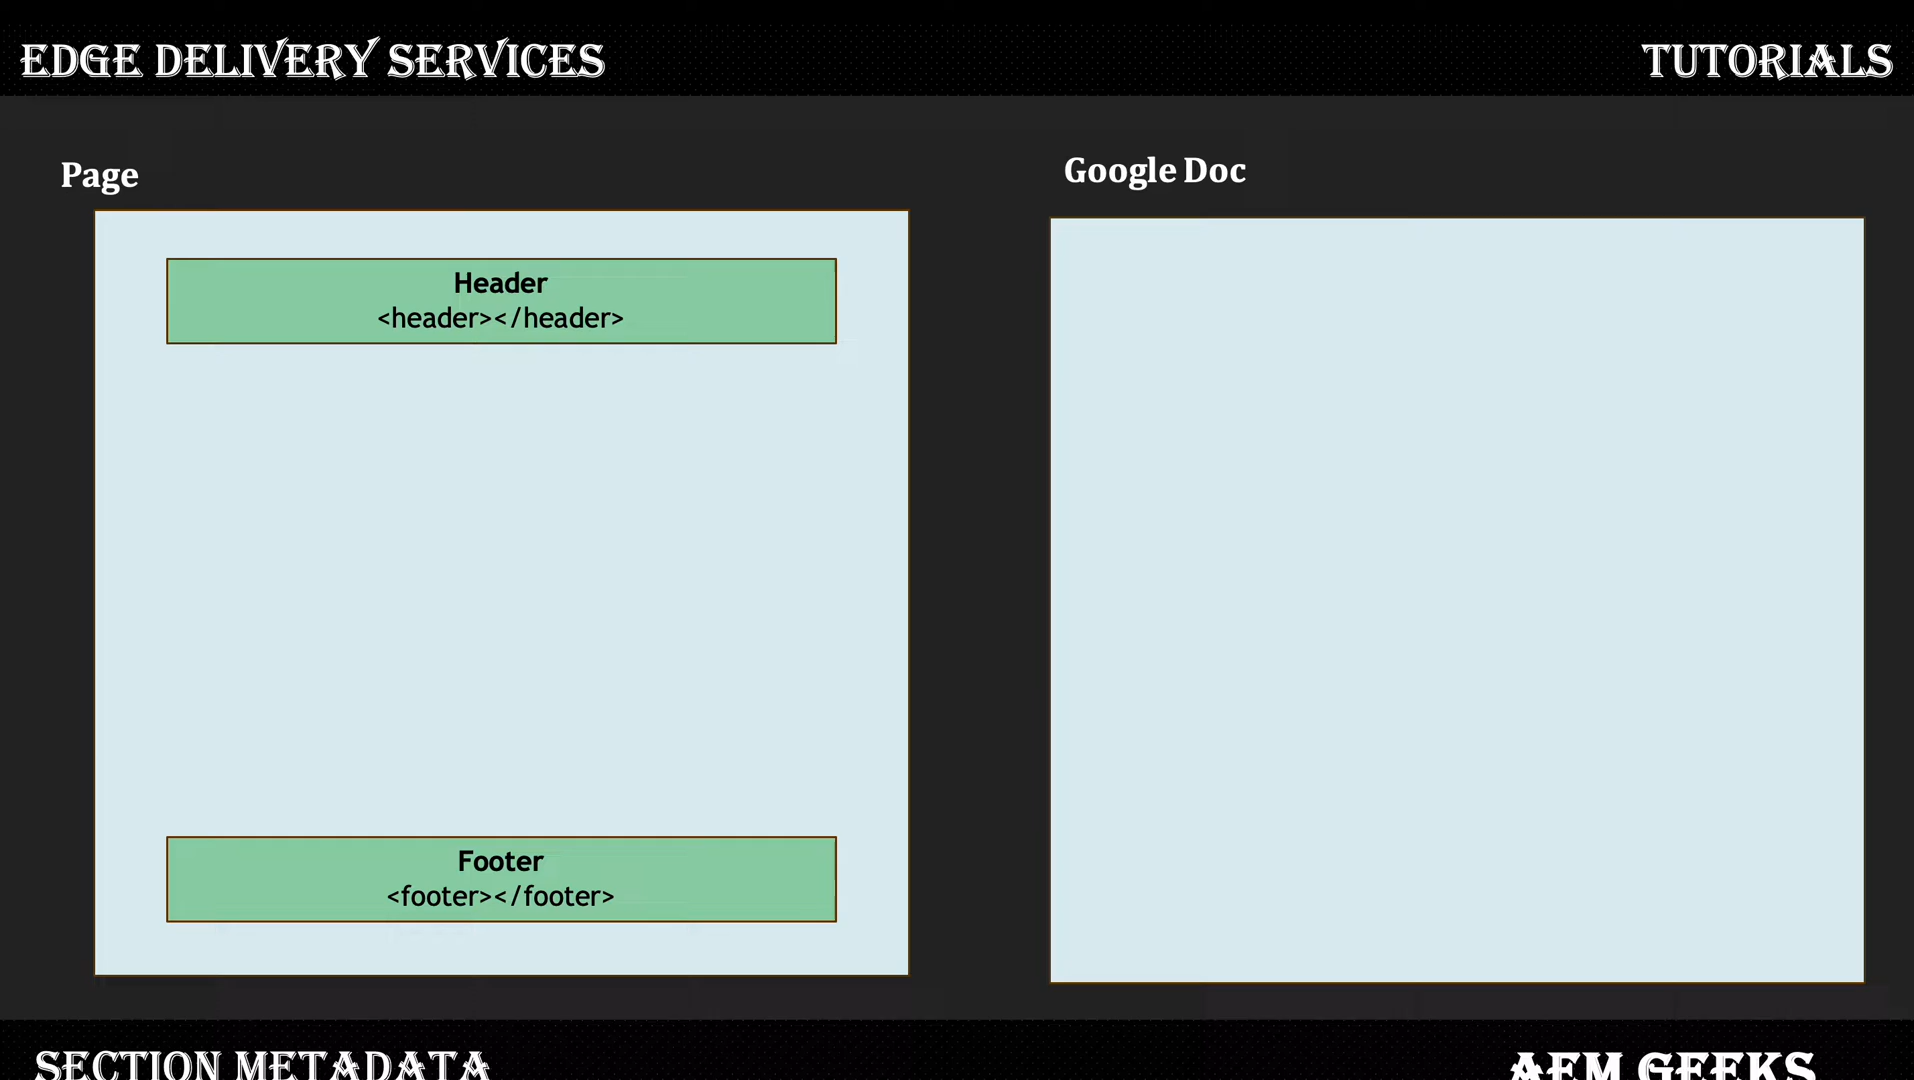 EDGE DELIVERY SERVICES
TUTORIALS
Page
Google Doc
Header
<header></header>
Footer
<footer></footer>
SECTION METADATA
AEM GEEKS